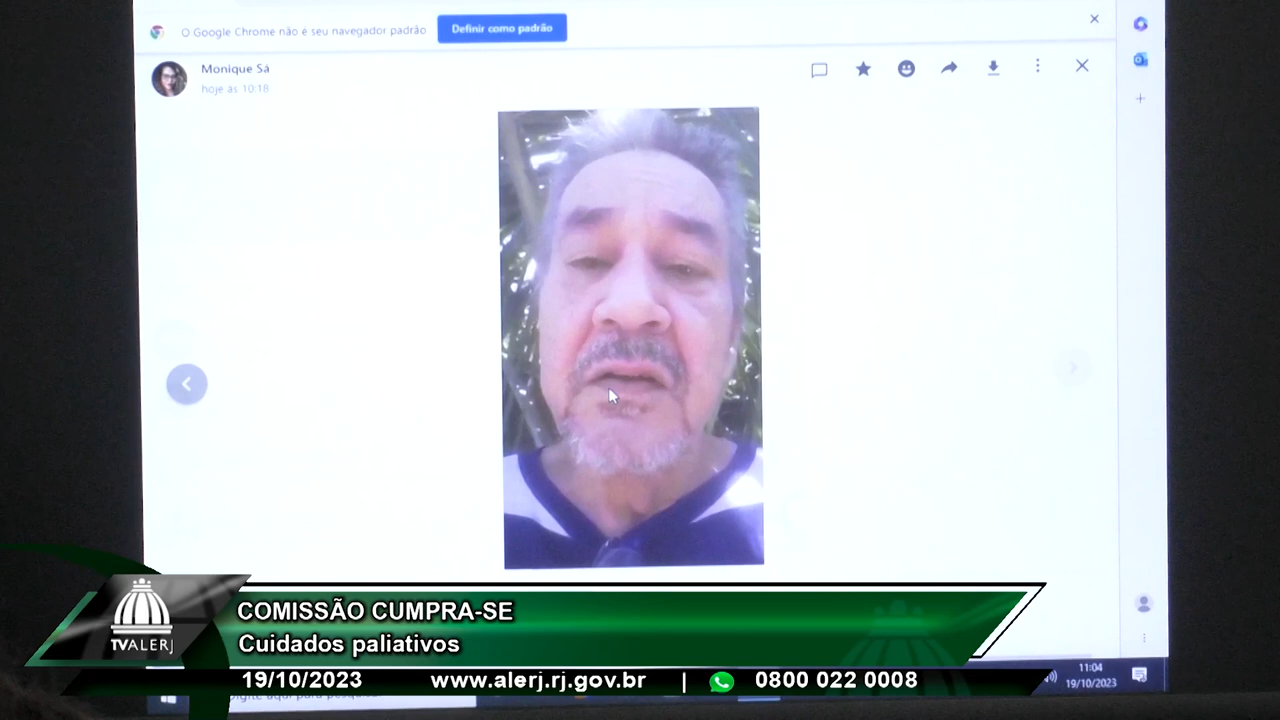 O Google Chrome não é seu navegador padrão
Definir como padrão
Monique Sá
hoje às 10:18
COMISSÃO CUMPRA-SE
Cuidados paliativos
TVALERJ
19/10/2023 www.alerj.rj.gov.br | 0800 022 0008
11:04
19/10/2023